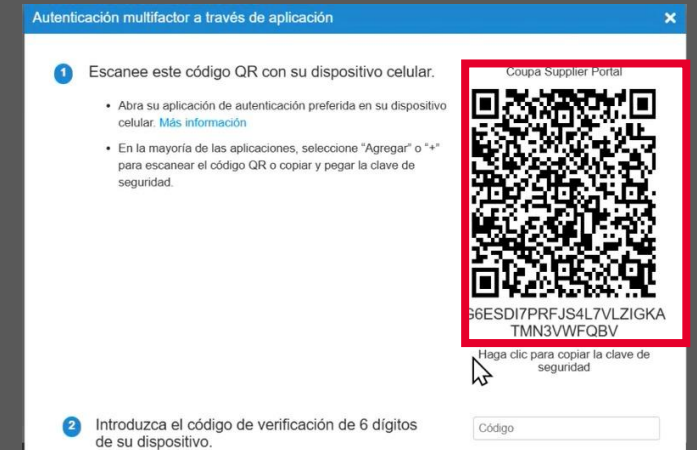 Autenticación multifactor a través de aplicación
1 Escanee este código QR con su dispositivo celular.
• Abra su aplicación de autenticación preferida en su dispositivo
celular. Más información
• En la mayoría de las aplicaciones, seleccione “Agregar” o “+”
para escanear el código QR o copiar y pegar la clave de
seguridad.
Coupa Supplier Portal
6ESDI7PRFJS4L7VLZIGKA
TMN3VWFQBV
Haga clic para copiar la clave de
seguridad
2 Introduzca el código de verificación de 6 dígitos
de su dispositivo.
Código